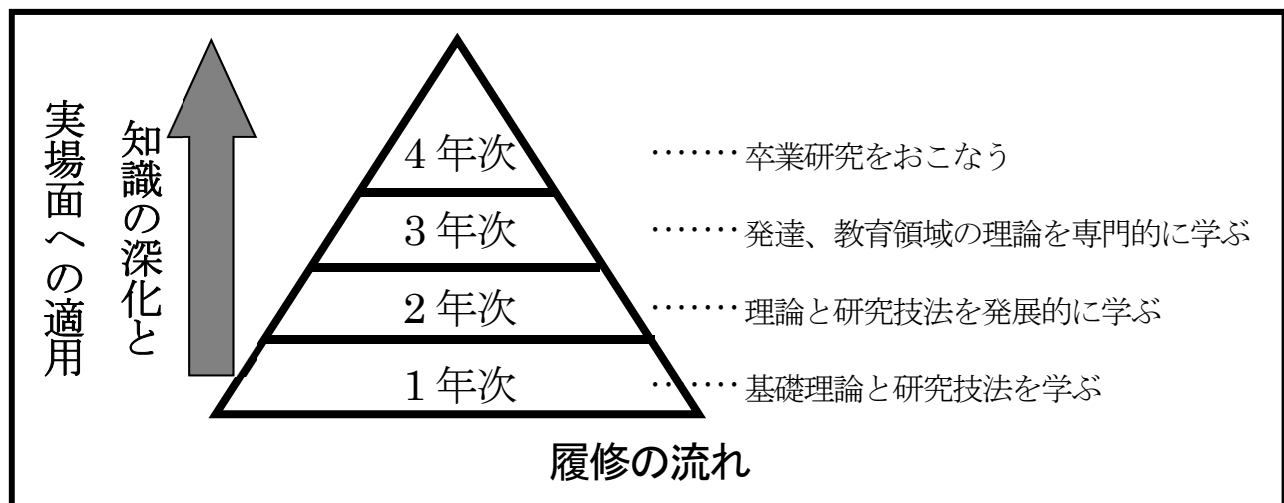 知識の深化と
実場面への適用
4年次
‥‥‥‥卒業研究をおこなう
3年次
‥‥‥‥発達、教育領域の理論を専門的に学ぶ
2年次
‥‥‥‥理論と研究技法を発展的に学ぶ
1年次
‥‥‥‥基礎理論と研究技法を学ぶ
履修の流れ